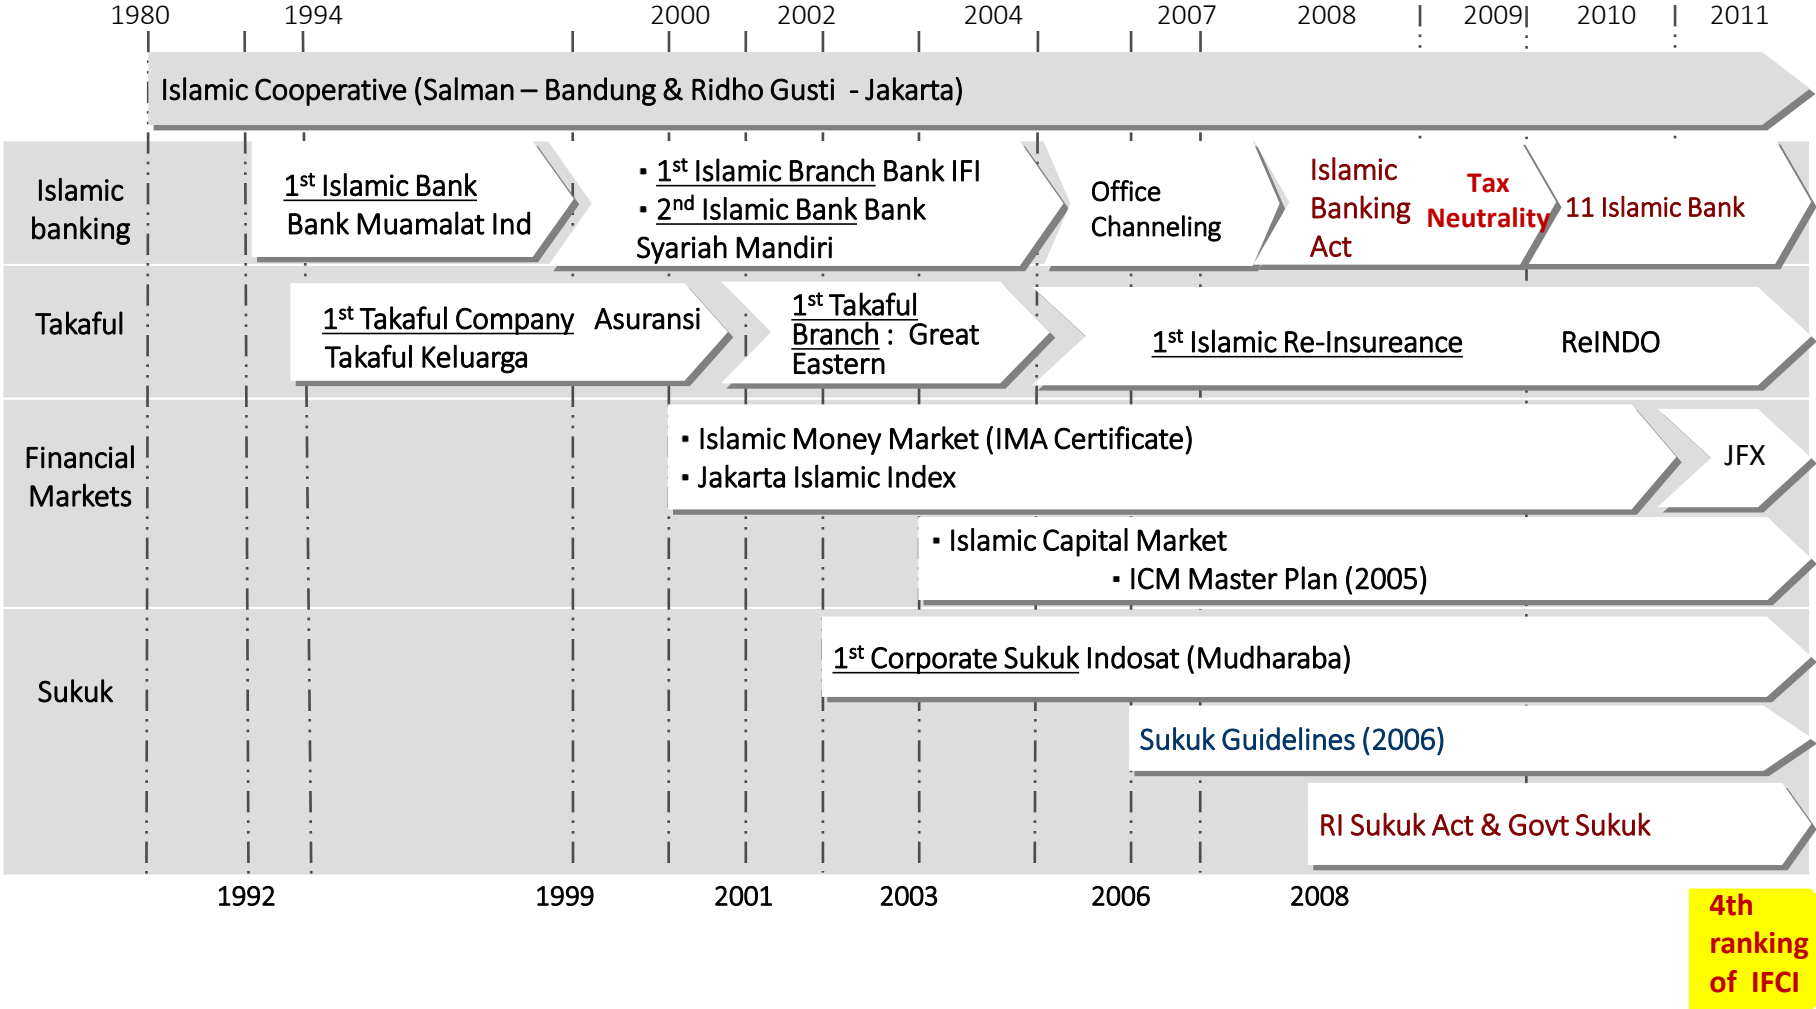 1980 1994 2000 2002 2004 2007 2008 2009 2010 2011
Islamic Cooperative (Salman – Bandung & Ridho Gusti - Jakarta)
Islamic
banking
1st Islamic Bank
Bank Muamalat Ind
▪ 1st Islamic Branch Bank IFI
▪ 2nd Islamic Bank Bank
Syariah Mandiri
Office
Channeling
Islamic
Banking
Act
Tax
Neutrality
11 Islamic Bank
Takaful
1st Takaful Company Asuransi
Takaful Keluarga
1st Takaful
Branch : Great
Eastern
1st Islamic Re-Insureance ReINDO
Financial
Markets
▪ Islamic Money Market (IMA Certificate)
▪ Jakarta Islamic Index
JFX
▪ Islamic Capital Market
▪ ICM Master Plan (2005)
Sukuk
1st Corporate Sukuk Indosat (Mudharaba)
Sukuk Guidelines (2006)
RI Sukuk Act & Govt Sukuk
1992 1999 2001 2003 2006 2008
4th
ranking
of IFCI